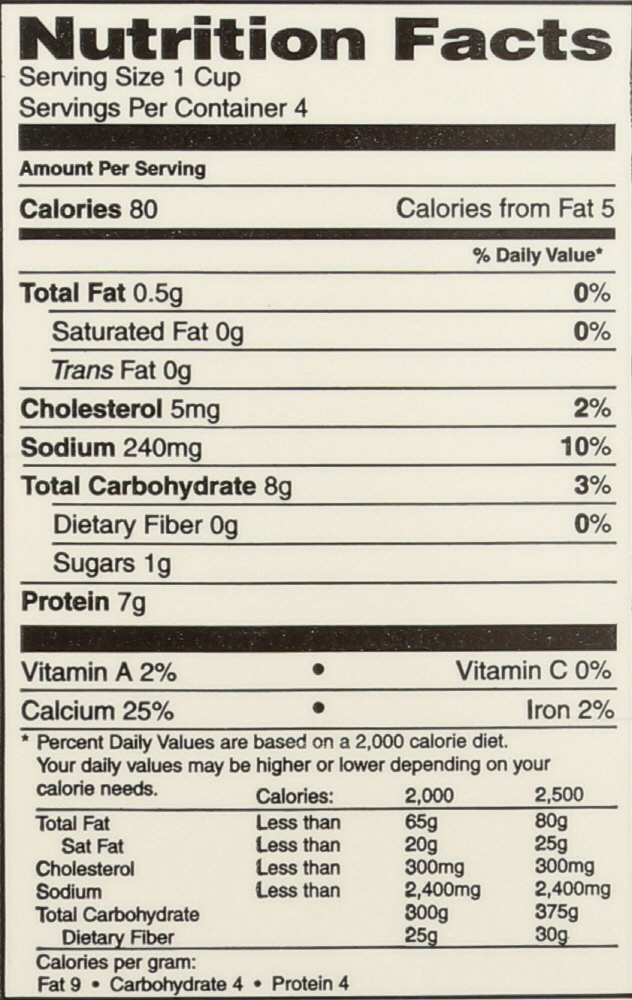 Nutrition Facts
Serving Size 1 Cup
Servings Per Container 4
Amount Per Serving
Calories 80 Calories from Fat 5
% Daily Value*
Total Fat 0.5g 0%
Saturated Fat 0g 0%
Trans Fat 0g
Cholesterol 5mg 2%
Sodium 240mg 10%
Total Carbohydrate 8g 3%
Dietary Fiber 0g 0%
Sugars 1g
Protein 7g
Vitamin A 2% • Vitamin C 0%
Calcium 25% • Iron 2%
* Percent Daily Values are based on a 2,000 calorie diet.
Your daily values may be higher or lower depending on your
calorie needs.
Calories: 2,000 2,500
Total Fat Less than 65g 80g
Sat Fat Less than 20g 25g
Cholesterol Less than 300mg 300mg
Sodium Less than 2,400mg 2,400mg
Total Carbohydrate 300g 375g
Dietary Fiber 25g 30g
Calories per gram:
Fat 9 • Carbohydrate 4 • Protein 4